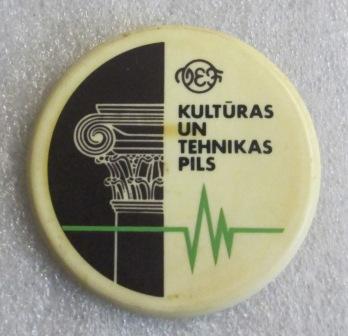 VEF
KULTŪRAS
UN
TEHNIKAS
PILS